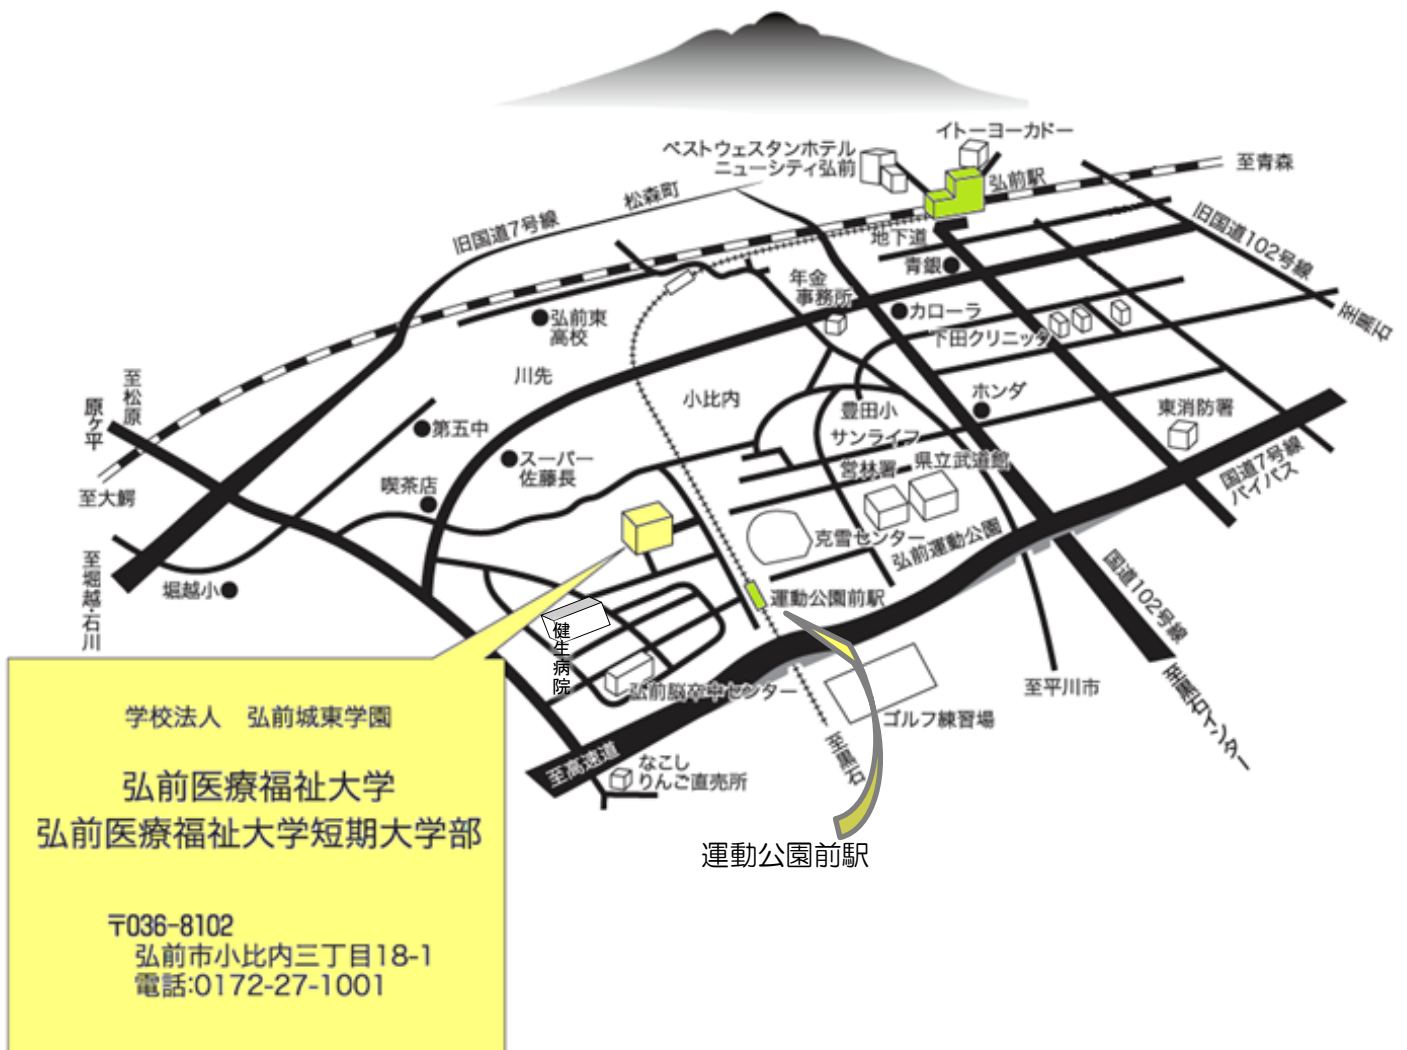 イトーヨーカドー
ベストウェスタンホテル
ニューシティ弘前
至青森
弘前駅
松森町
旧国道7号線
地下道
旧国道102号線
青銀
年金
事務所
至黒石
カローラ
弘前東
高校
下田クリニック
川先
至松原
原ヶ平
小比内
ホンダ
豊田小
東消防署
第五中
サンライフ
スーパー
佐藤長
営林署
県立武道館
国道7号線
バイパス
喫茶店
至大鰐
克雪センター
弘前運動公園
至堀越・石川
堀越小
運動公園前駅
国道102号線
健生病院
至平川市
至黒石インター
弘前脳卒中センター
ゴルフ練習場
至黒石
至高速道
なこし
りんご直売所
運動公園前駅
学校法人　弘前城東学園
弘前医療福祉大学
弘前医療福祉大学短期大学部
〒036-8102
弘前市小比内三丁目18-1
電話:0172-27-1001